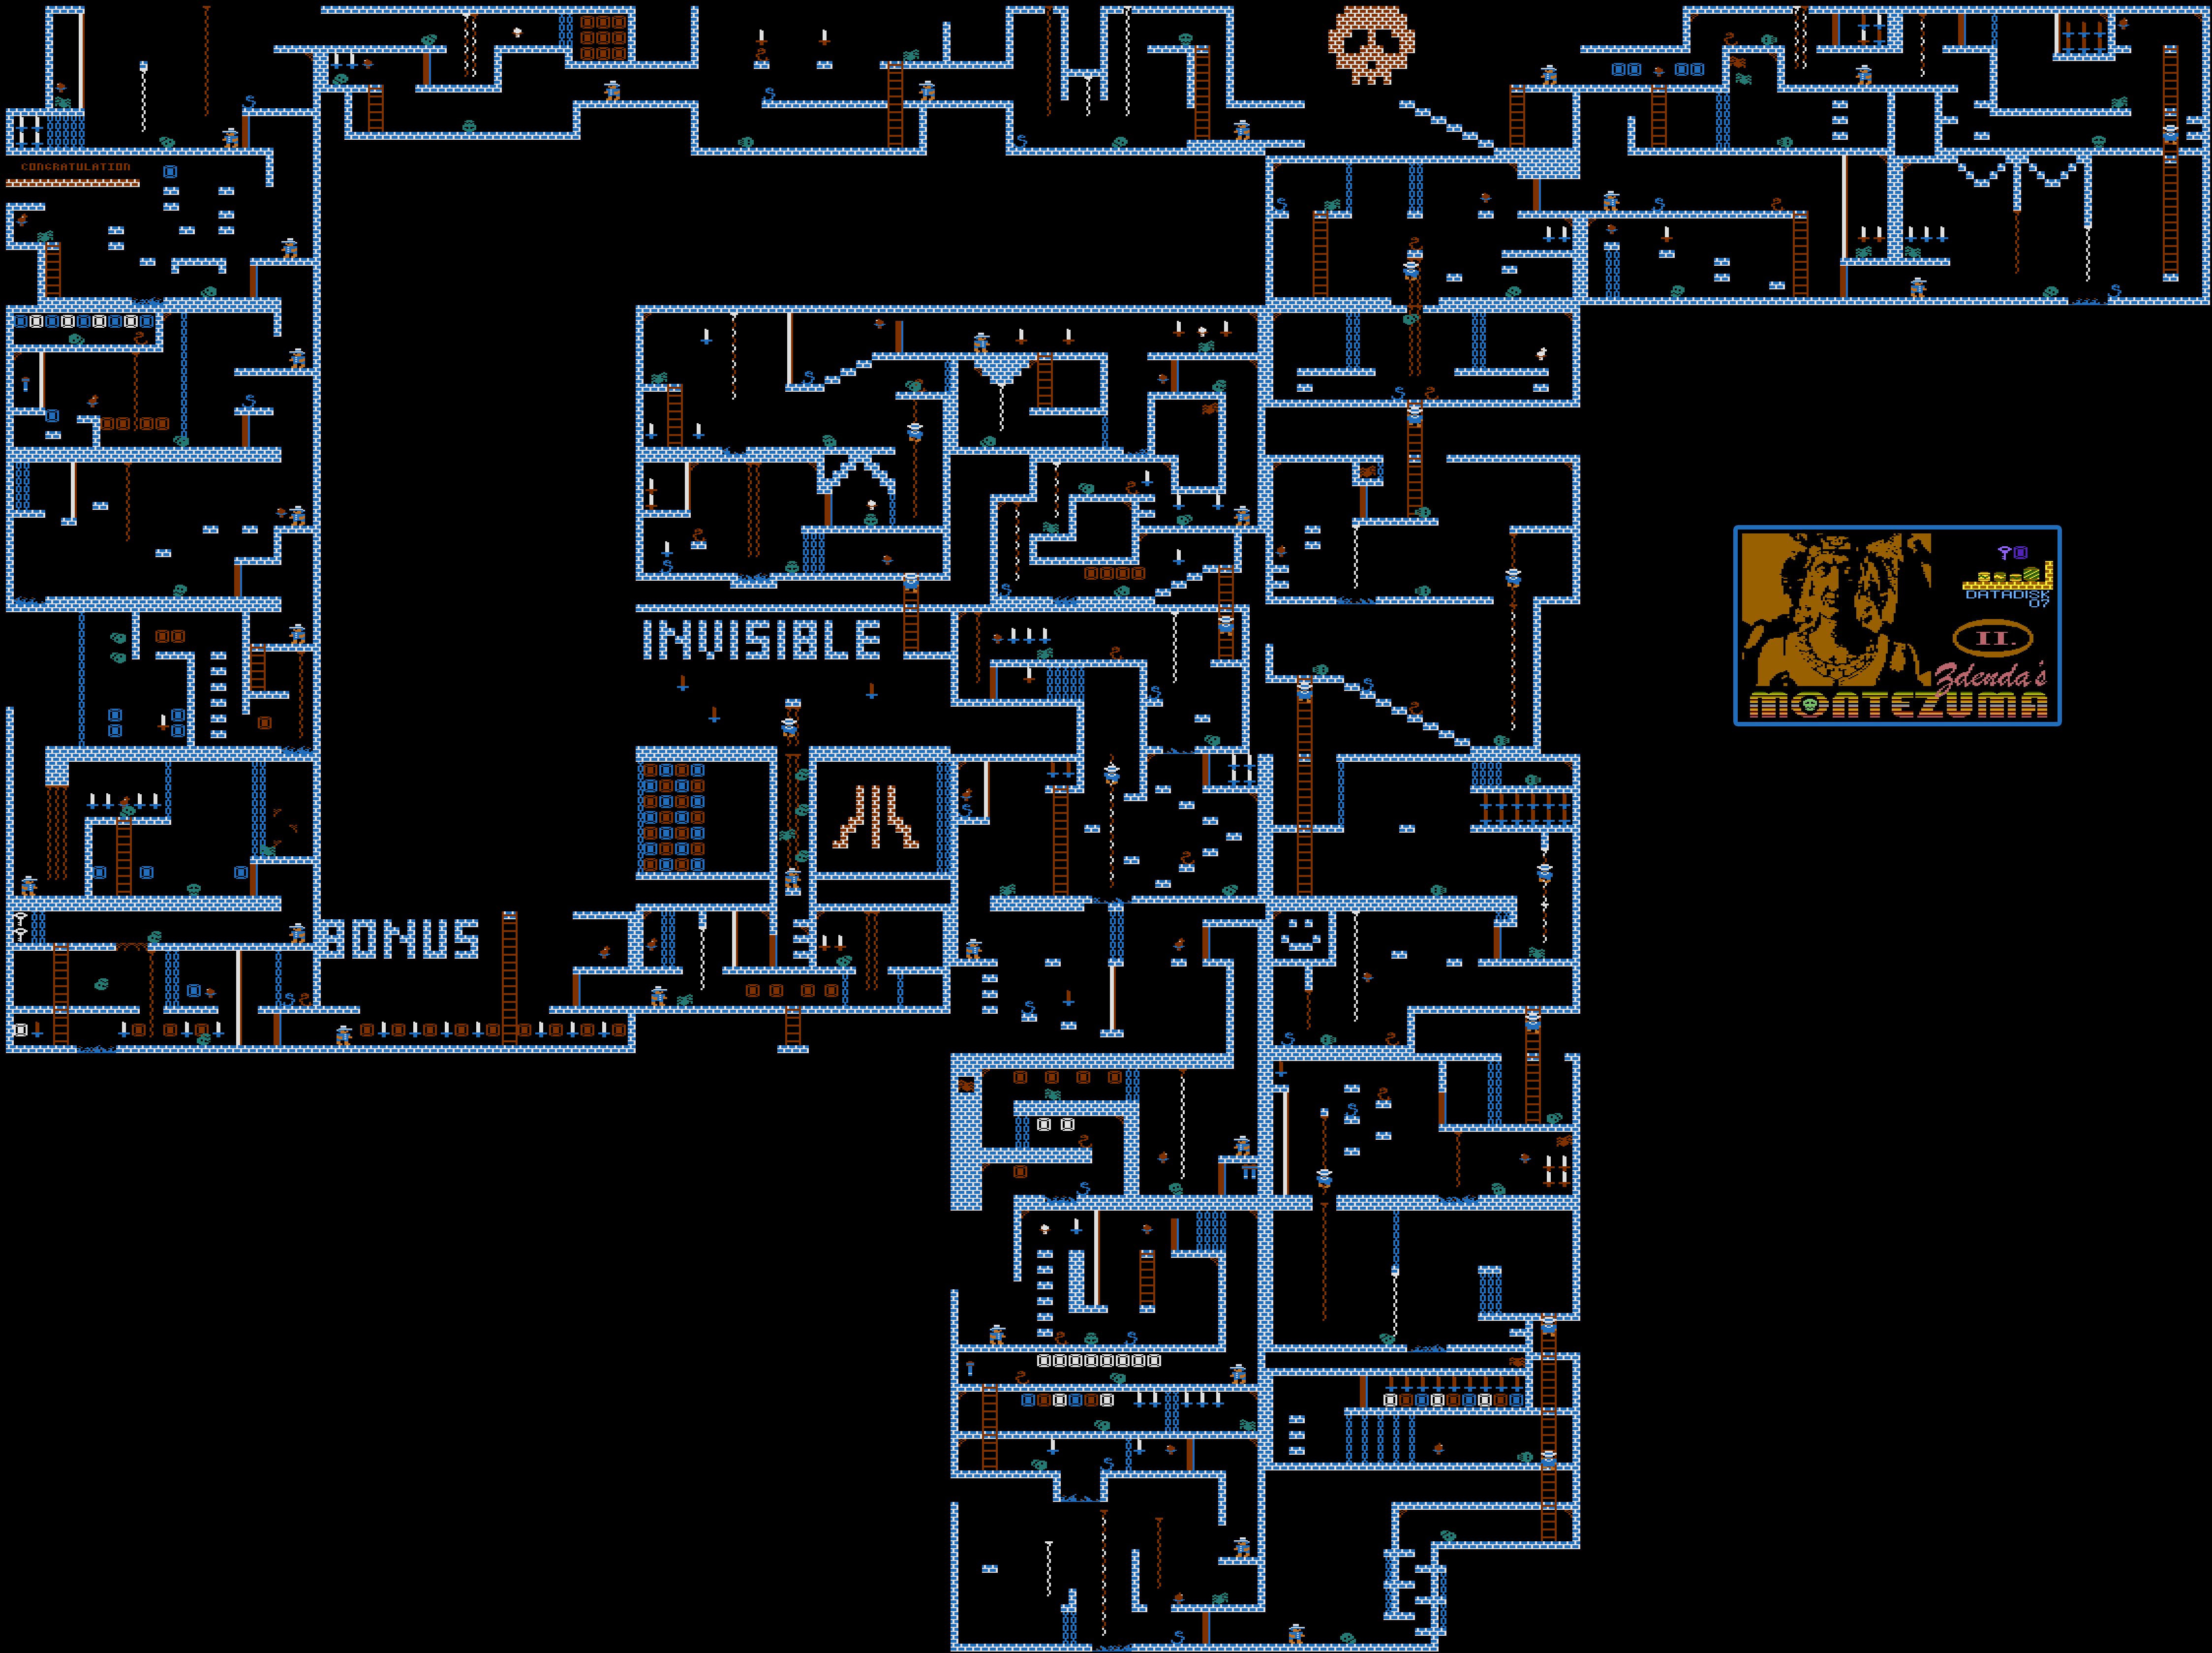 CONGRATULATION
INVISIBLE
DATADISK
07
II.
Zdenda's
MONTEZUMA
BONUS